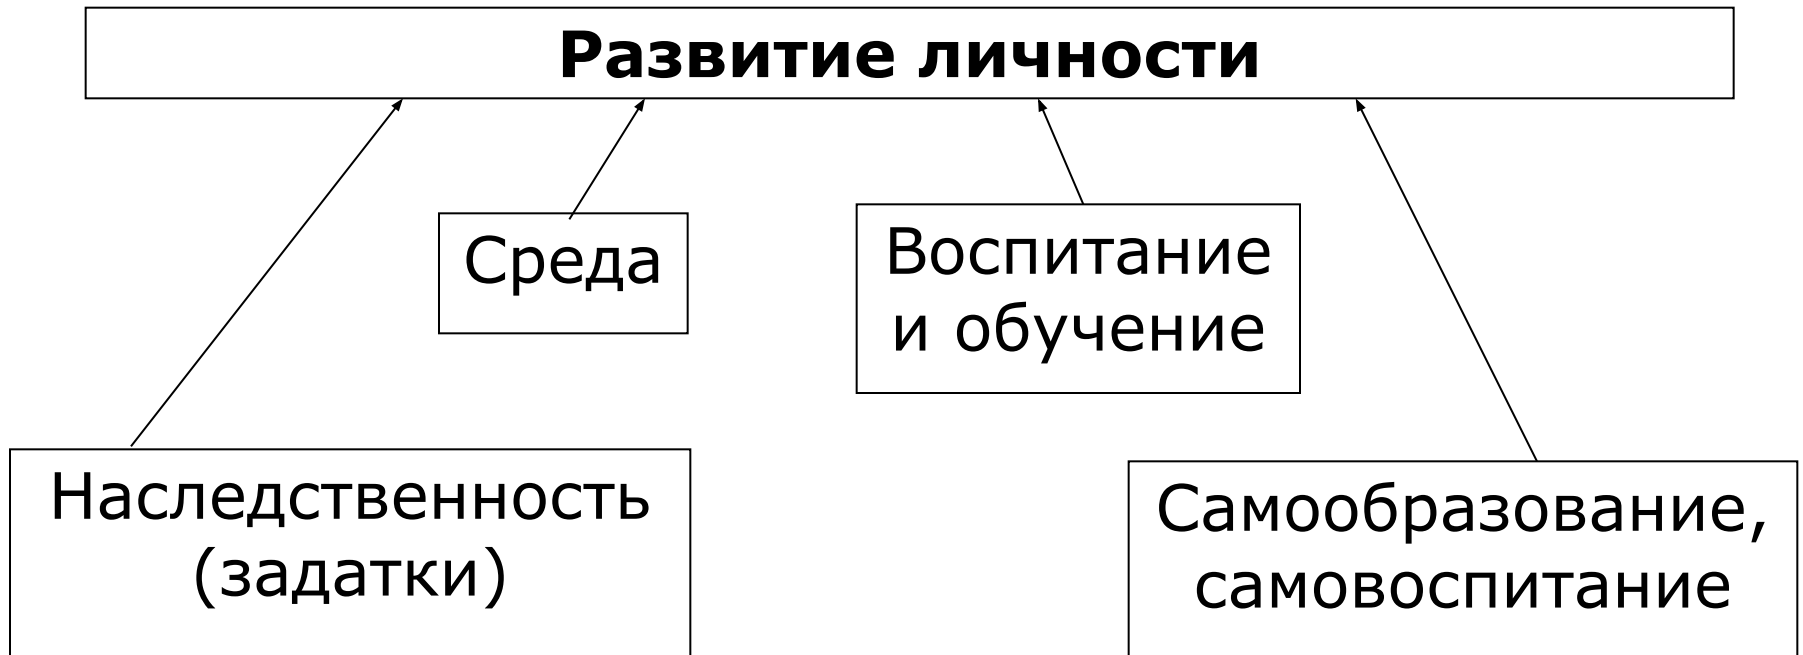 Развитие личности
Среда
Воспитание
и обучение
Наследственность
(задатки)
Самообразование,
самовоспитание